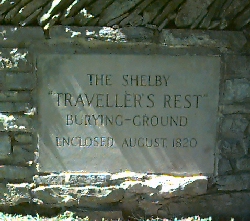 THE SHELBY
"TRAVELLER'S REST"
BURYING-GROUND
ENCLOSED AUGUST 1820